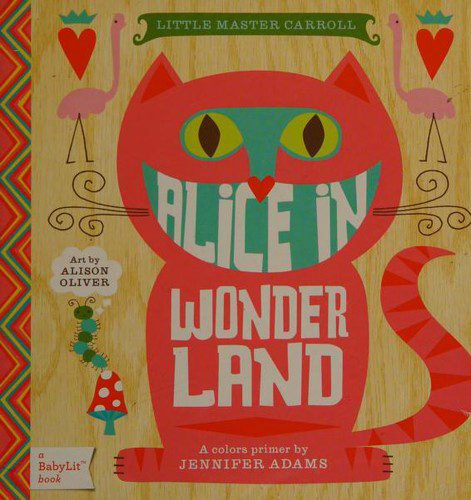 LITTLE MASTER CARROLL
ALICE IN
WONDER
LAND
Art by
ALISON
OLIVER
A colors primer by
JENNIFER ADAMS
a
BabyLit™
book